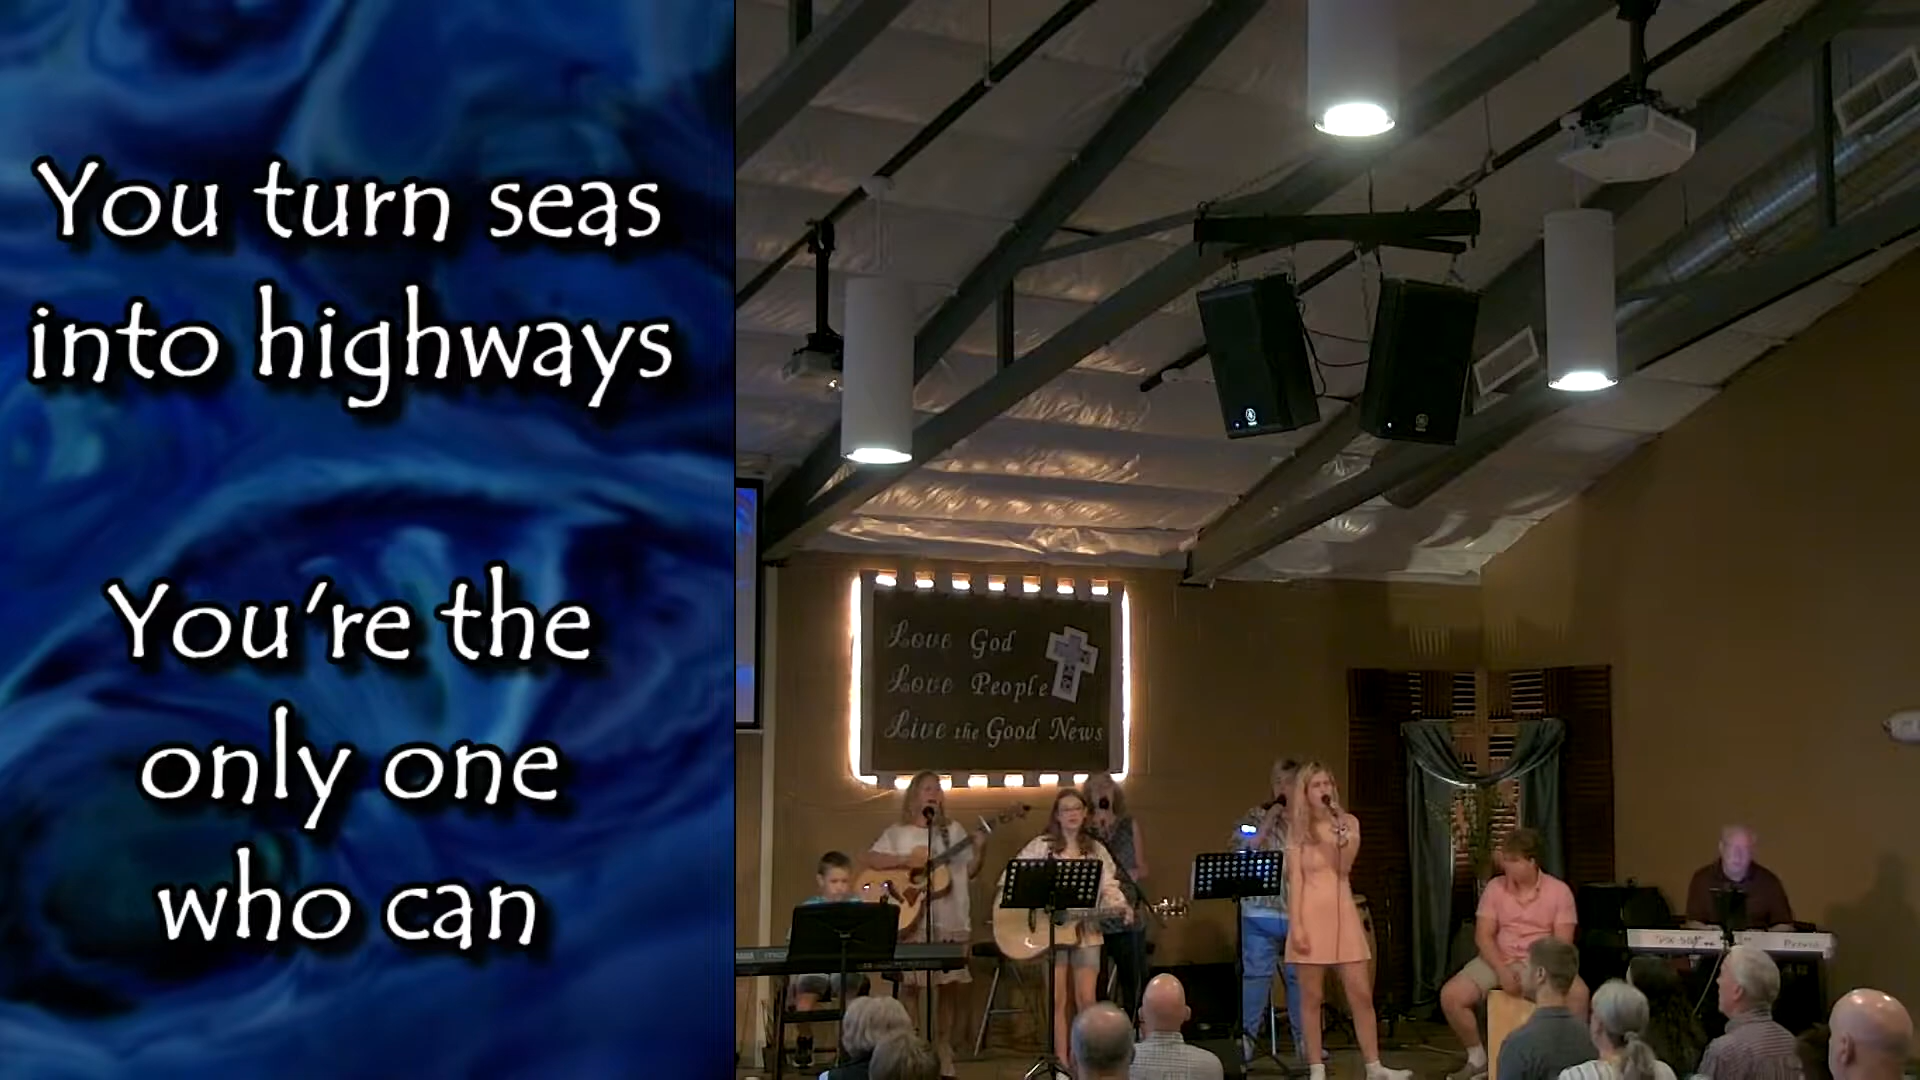 You turn seas
into highways
You're the
only one
who can
Love God
Love People
Live the Good News